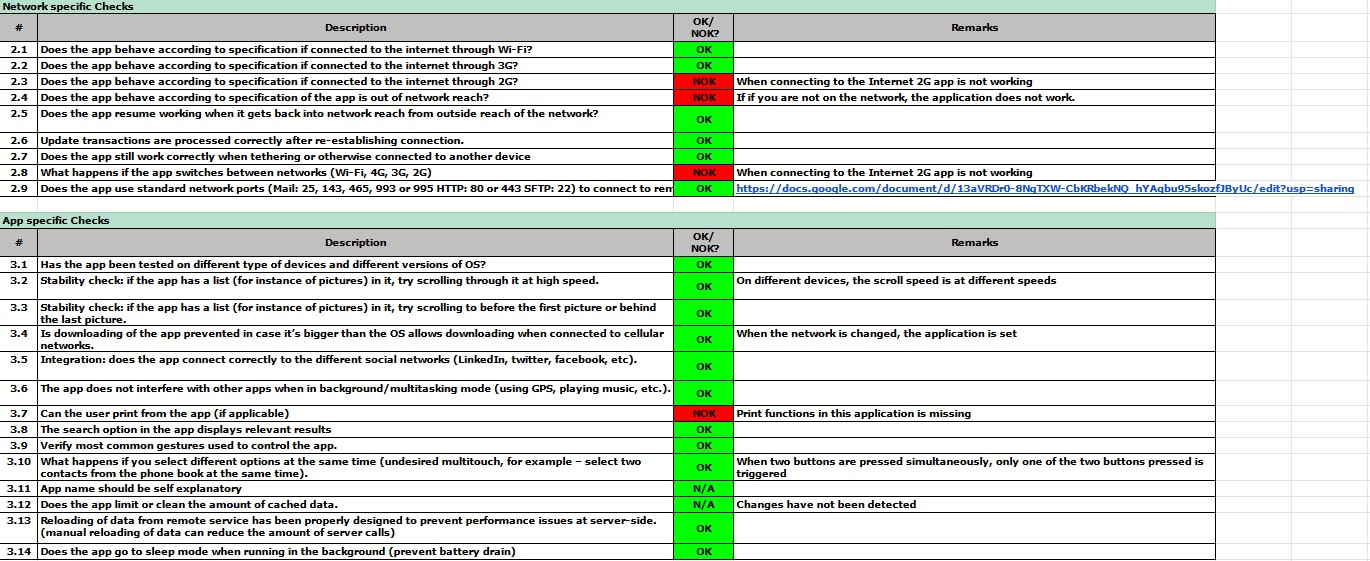 Network specific Checks
# Description OK/ NOK? Remarks
2.1 Does the app behave according to specification if connected to the internet through Wi-Fi? OK
2.2 Does the app behave according to specification if connected to the internet through 3G? OK
2.3 Does the app behave according to specification if connected to the internet through 2G? NOK When connecting to the Internet 2G app is not working
2.4 Does the app behave according to specification of the app is out of network reach? NOK If if you are not on the network, the application does not work.
2.5 Does the app resume working when it gets back into network reach from outside reach of the network? OK
2.6 Update transactions are processed correctly after re-establishing connection. OK
2.7 Does the app still work correctly when tethering or otherwise connected to another device OK
2.8 What happens if the app switches between networks (Wi-Fi, 4G, 3G, 2G) NOK When connecting to the Internet 2G app is not working
2.9 Does the app use standard network ports (Mail: 25, 143, 465, 993 or 995 HTTP: 80 or 443 SFTP: 22) to connect to rem OK https://docs.google.com/document/d/13aVRDr0-8NqTXW-CbKRbekNQ_hYAqbu95skozfJByUc/edit?usp=sharing
App specific Checks
# Description OK/ NOK? Remarks
3.1 Has the app been tested on different type of devices and different versions of OS? OK
3.2 Stability check: if the app has a list (for instance of pictures) in it, try scrolling through it at high speed. OK On different devices, the scroll speed is at different speeds
3.3 Stability check: if the app has a list (for instance of pictures) in it, try scrolling to before the first picture or behind
the last picture. OK
3.4 Is downloading of the app prevented in case it's bigger than the OS allows downloading when connected to cellular
networks. OK When the network is changed, the application is set
3.5 Integration: does the app connect correctly to the different social networks (LinkedIn, twitter, facebook, etc). OK
3.6 The app does not interfere with other apps when in background/multitasking mode (using GPS, playing music, etc.). OK
3.7 Can the user print from the app (if applicable) NOK Print functions in this application is missing
3.8 The search option in the app displays relevant results OK
3.9 Verify most common gestures used to control the app. OK
3.10 What happens if you select different options at the same time (undesired multitouch, for example – select two
contacts from the phone book at the same time). OK When two buttons are pressed simultaneously, only one of the two buttons pressed is
triggered
3.11 App name should be self explanatory N/A
3.12 Does the app limit or clean the amount of cached data. N/A Changes have not been detected
3.13 Reloading of data from remote service has been properly designed to prevent performance issues at server-side.
(manual reloading of data can reduce the amount of server calls) OK
3.14 Does the app go to sleep mode when running in the background (prevent battery drain) OK